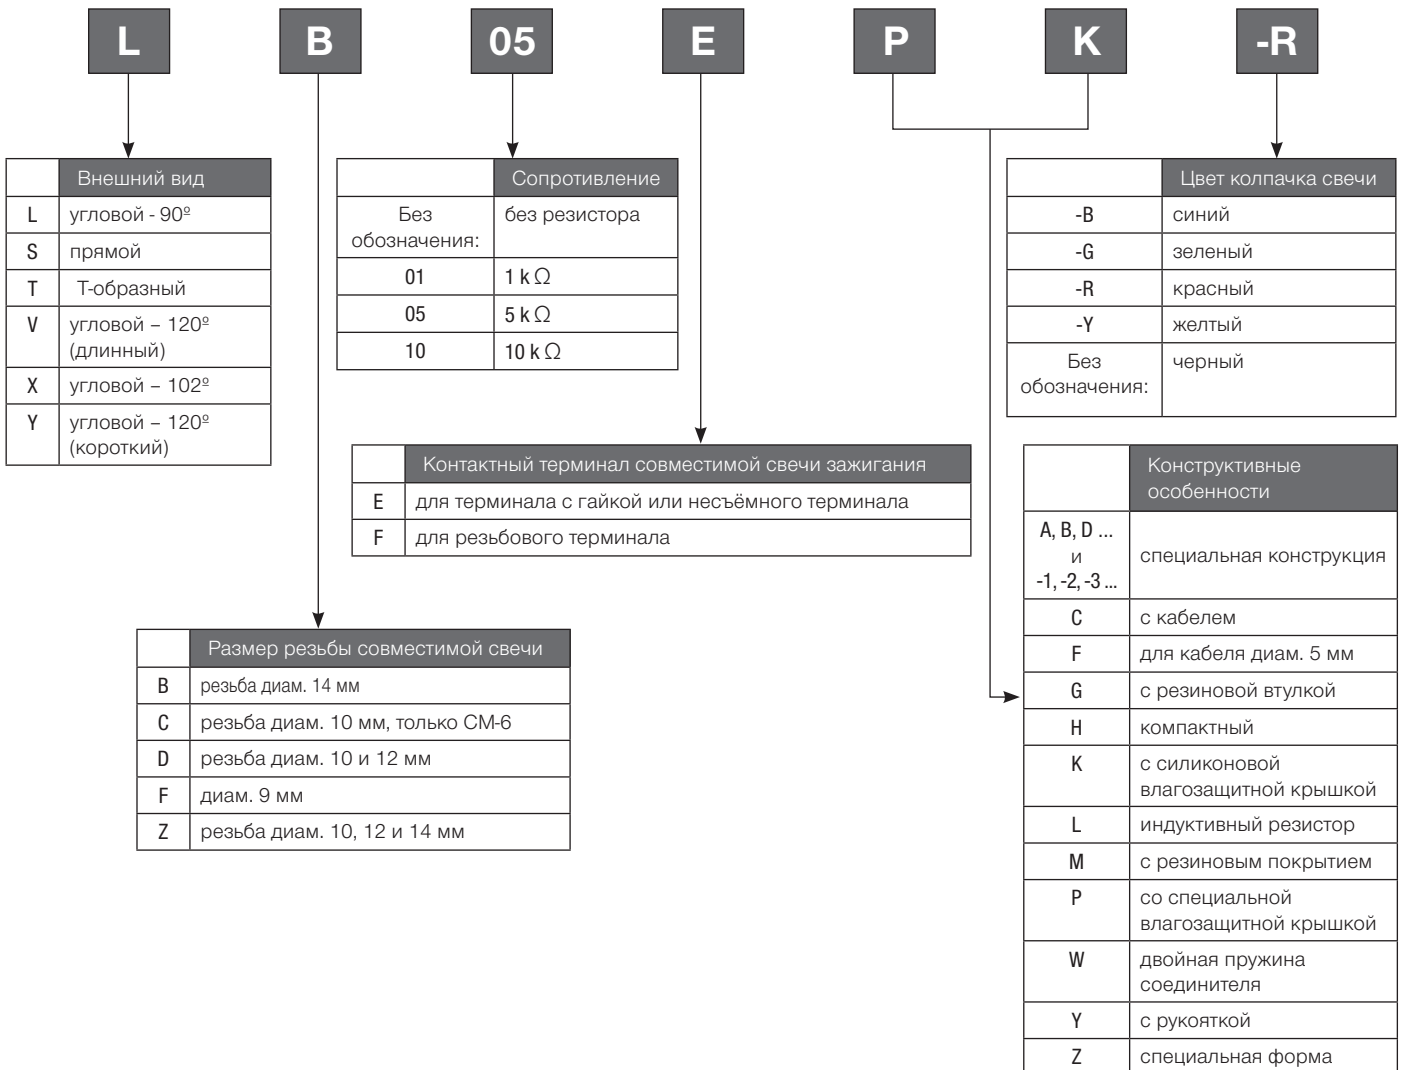 L B 05 E P K -R
Внешний вид
L угловой - 90º
S прямой
T Т-образный
V угловой – 120º
(длинный)
X угловой – 102º
Y угловой – 120º
(короткий)
Сопротивление
Без без резистора
обозначения:
01 1 k Ω
05 5 k Ω
10 10 k Ω
Цвет колпачка свечи
-B синий
-G зеленый
-R красный
-Y желтый
Без черный
обозначения:
Контактный терминал совместимой свечи зажигания
E для терминала с гайкой или несъёмного терминала
F для резьбового терминала
Размер резьбы совместимой свечи
B резьба диам. 14 мм
C резьба диам. 10 мм, только CM-6
D резьба диам. 10 и 12 мм
F диам. 9 мм
Z резьба диам. 10, 12 и 14 мм
Конструктивные
особенности
A, B, D ...
и специальная конструкция
-1, -2, -3 ...
C с кабелем
F для кабеля диам. 5 мм
G с резиновой втулкой
H компактный
K с силиконовой
влагозащитной крышкой
L индуктивный резистор
M с резиновым покрытием
P со специальной
влагозащитной крышкой
W двойная пружина
соединителя
Y с рукояткой
Z специальная форма